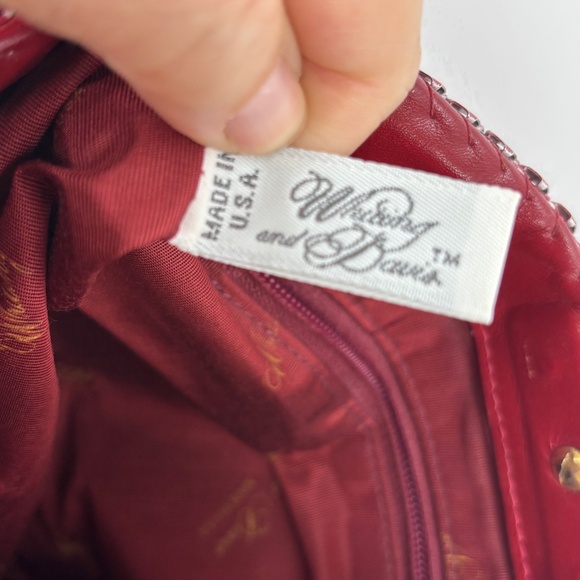 MADE IN
U.S.A.
Whiting
and Davis™